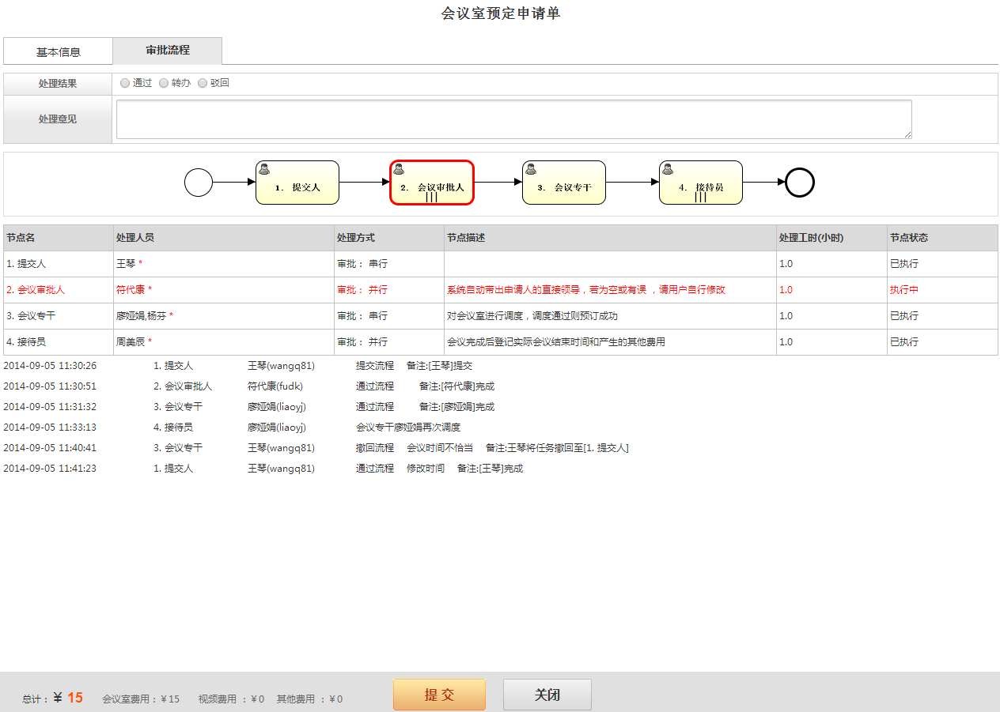 会议室预定申请单
基本信息 审批流程
处理结果 通过 转办 驳回
处理意见
1. 提交人 2. 会议审批人 3. 会议专干 4. 接待员
节点名 处理人员 处理方式 节点描述 处理工时(小时) 节点状态
1. 提交人 王琴 * 审批： 串行 1.0 已执行
2. 会议审批人 符代康 * 审批： 并行 系统自动带出申请人的直接领导，若为空或有误 ，请用户自行修改 1.0 执行中
3. 会议专干 廖娅娟,杨芬 * 审批： 串行 对会议室进行调度，调度通过则预订成功 1.0 已执行
4. 接待员 周美辰 * 审批： 并行 会议完成后登记实际会议结束时间和产生的其他费用 1.0 已执行
2014-09-05 11:30:26 1. 提交人 王琴(wangq81) 提交流程 备注:[王琴]提交
2014-09-05 11:30:51 2. 会议审批人 符代康(fudk) 通过流程 备注:[符代康]完成
2014-09-05 11:31:32 3. 会议专干 廖娅娟(liaoyj) 通过流程 备注:[廖娅娟]完成
2014-09-05 11:33:13 4. 接待员 廖娅娟(liaoyj) 会议专干廖娅娟再次调度
2014-09-05 11:40:41 3. 会议专干 王琴(wangq81) 撤回流程 会议时间不恰当 备注:王琴将任务撤回至[1. 提交人]
2014-09-05 11:41:23 1. 提交人 王琴(wangq81) 通过流程 修改时间 备注:[王琴]完成
总计： ¥ 15 会议室费用：¥15 视频费用 ：¥0 其他费用 ：¥0 提 交 关闭